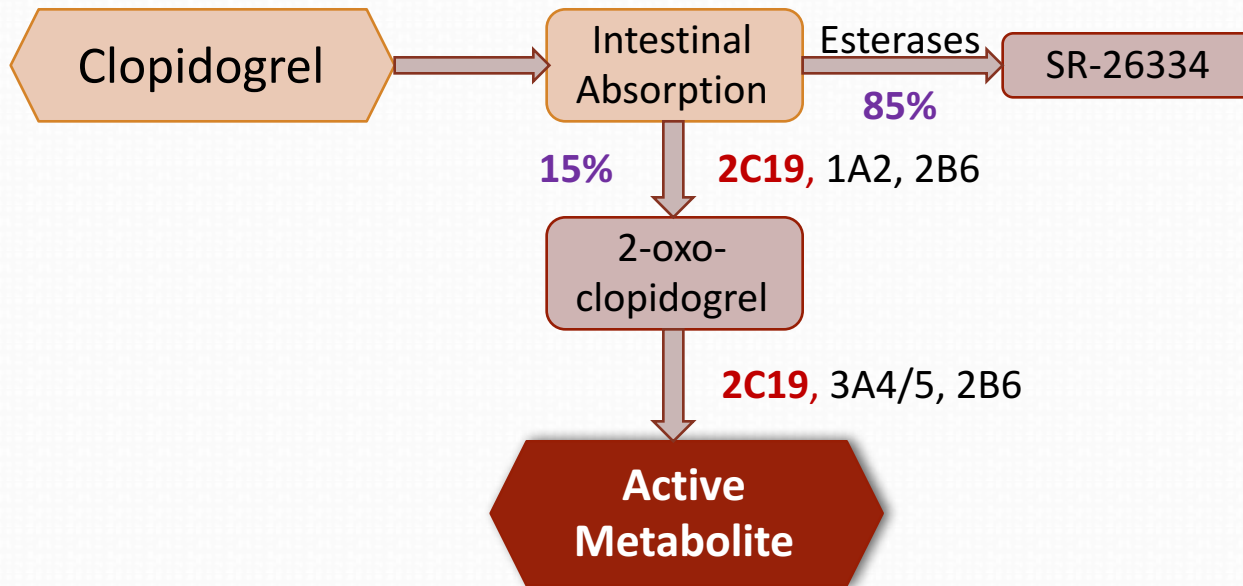 Clopidogrel
Intestinal
Absorption
Esterases
85%
SR-26334
15%
2C19, 1A2, 2B6
2-oxo-
clopidogrel
2C19, 3A4/5, 2B6
Active
Metabolite